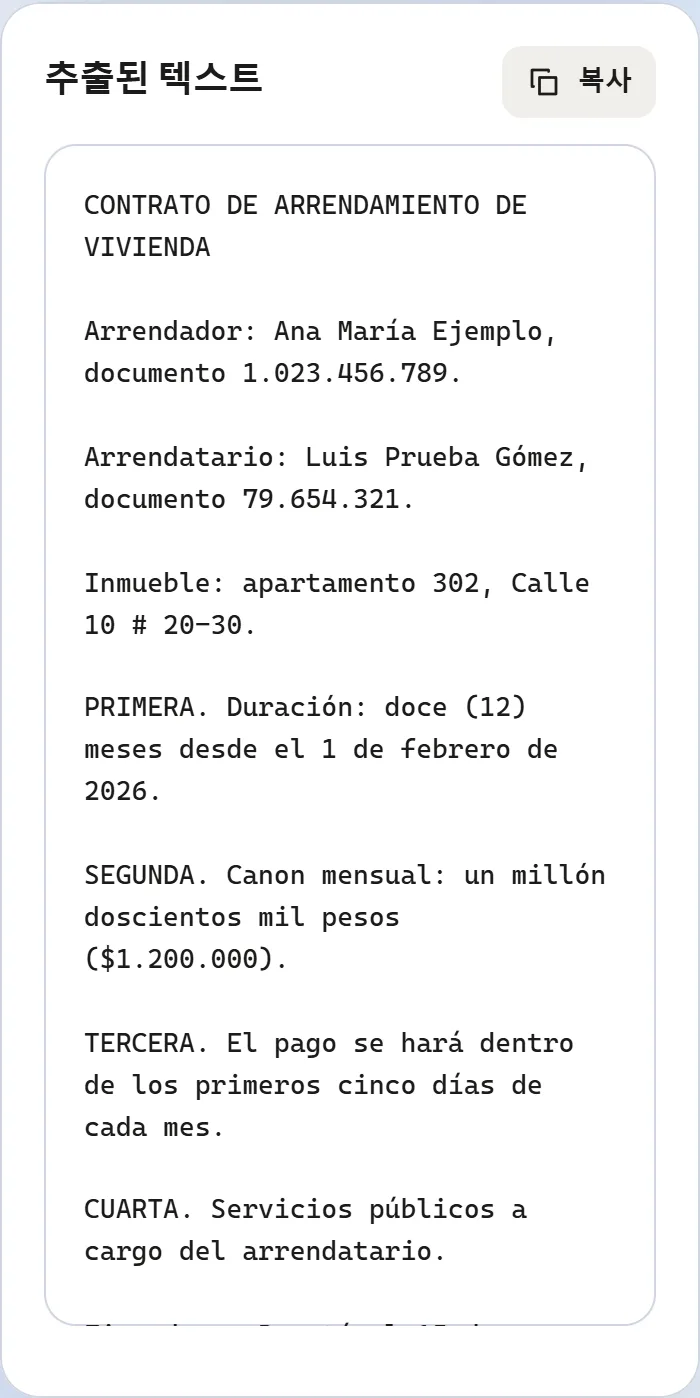 추출된 텍스트
복사
CONTRATO DE ARRENDAMIENTO DE
VIVIENDA
Arrendador: Ana María Ejemplo,
documento 1.023.456.789.
Arrendatario: Luis Prueba Gómez,
documento 79.654.321.
Inmueble: apartamento 302, Calle
10 # 20-30.
PRIMERA. Duración: doce (12)
meses desde el 1 de febrero de
2026.
SEGUNDA. Canon mensual: un millón
doscientos mil pesos
($1.200.000).
TERCERA. El pago se hará dentro
de los primeros cinco días de
cada mes.
CUARTA. Servicios públicos a
cargo del arrendatario.